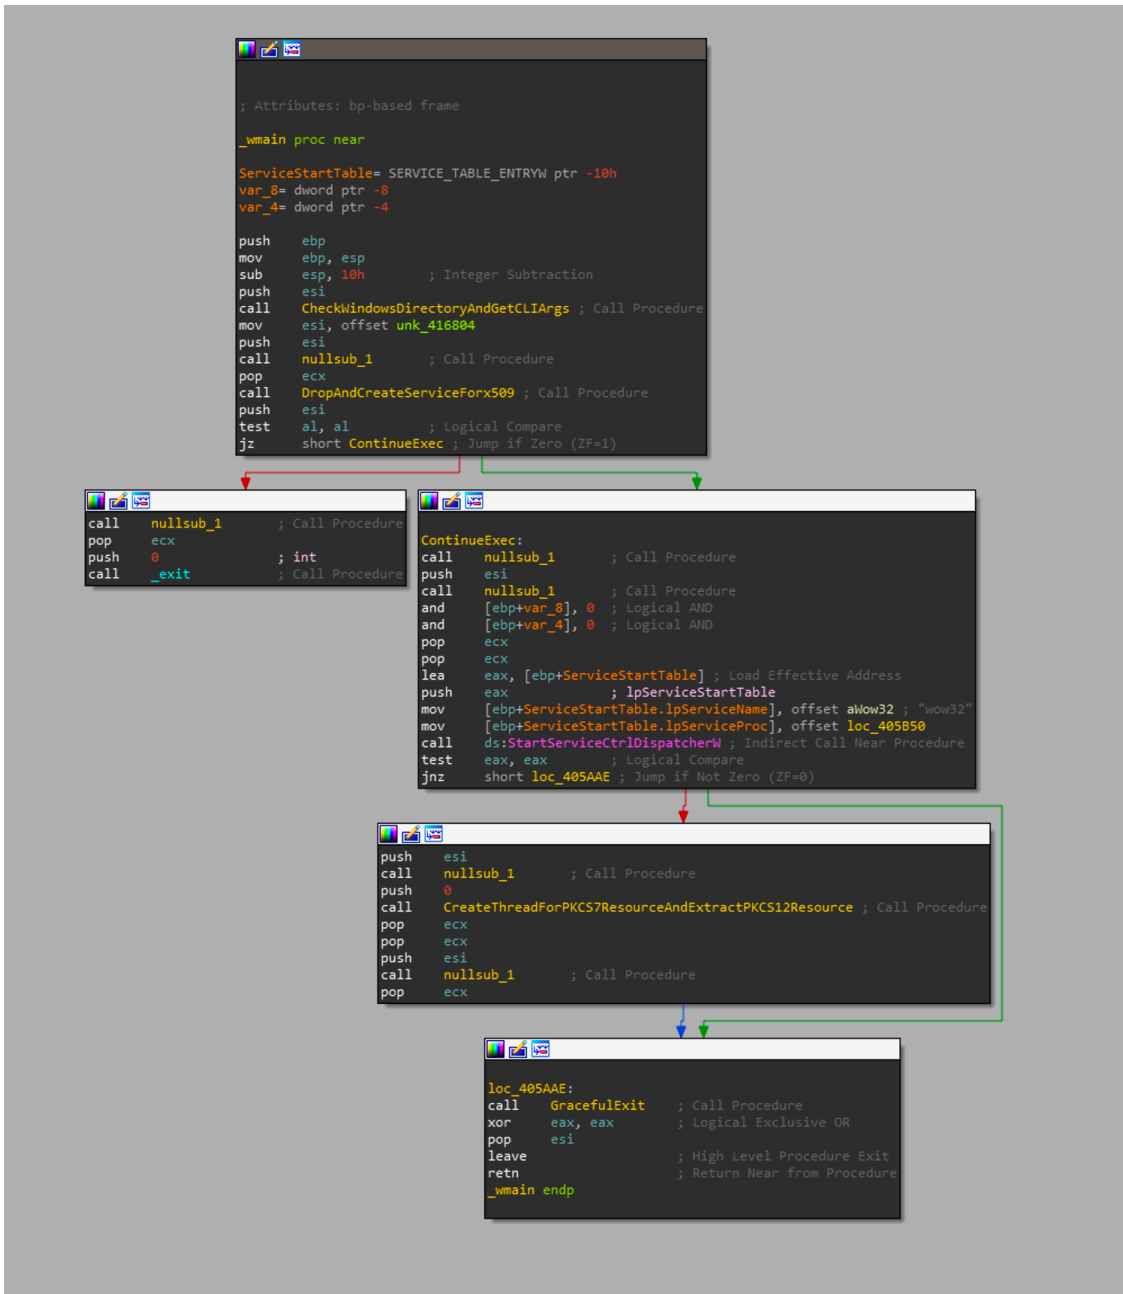 ; Attributes: bp-based frame
_wmain proc near
ServiceStartTable= SERVICE_TABLE_ENTRYW ptr -10h
var_8= dword ptr -8
var_4= dword ptr -4
push ebp
mov ebp, esp
sub esp, 10h ; Integer Subtraction
push esi
call CheckWindowsDirectoryAndGetCLIArgs ; Call Procedure
mov esi, offset unk_416804
push esi
call nullsub_1 ; Call Procedure
pop ecx
call DropAndCreateServiceForx509 ; Call Procedure
push esi
test al, al ; Logical Compare
jz short ContinueExec ; Jump if Zero (ZF=1)
call nullsub_1 ; Call Procedure
pop ecx
push 0 ; int
call _exit ; Call Procedure
ContinueExec:
call nullsub_1 ; Call Procedure
push esi
call nullsub_1 ; Call Procedure
and [ebp+var_8], 0 ; Logical AND
and [ebp+var_4], 0 ; Logical AND
pop ecx
pop ecx
lea eax, [ebp+ServiceStartTable] ; Load Effective Address
push eax ; lpServiceStartTable
mov [ebp+ServiceStartTable.lpServiceName], offset aWow32 ; "wow32"
mov [ebp+ServiceStartTable.lpServiceProc], offset loc_405B50
call ds:StartServiceCtrlDispatcherW ; Indirect Call Near Procedure
test eax, eax ; Logical Compare
jnz short loc_405AAE ; Jump if Not Zero (ZF=0)
push esi
call nullsub_1 ; Call Procedure
push 0
call CreateThreadForPKCS7ResourceAndExtractPKCS12Resource ; Call Procedure
pop ecx
pop ecx
push esi
call nullsub_1 ; Call Procedure
pop ecx
loc_405AAE:
call GracefulExit ; Call Procedure
xor eax, eax ; Logical Exclusive OR
pop esi
leave ; High Level Procedure Exit
retn ; Return Near from Procedure
_wmain endp